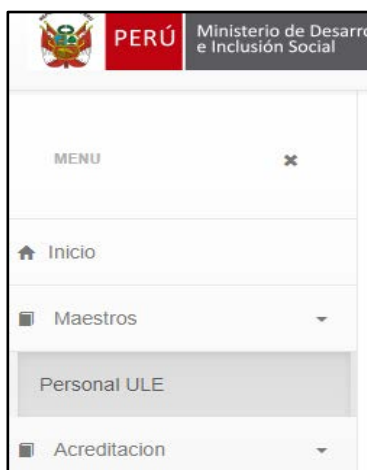 PERÚ
Ministerio de Desarro
e Inclusión Social
MENU
Inicio
Maestros
Personal ULE
Acreditacion